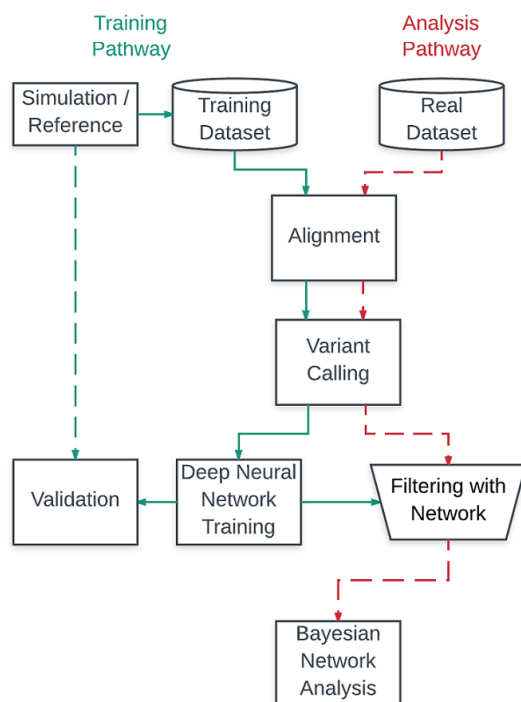 Training
Pathway
Analysis
Pathway
Simulation /
Reference
Training
Dataset
Real
Dataset
Alignment
Variant
Calling
Validation
Deep Neural
Network
Training
Filtering with
Network
Bayesian
Network
Analysis